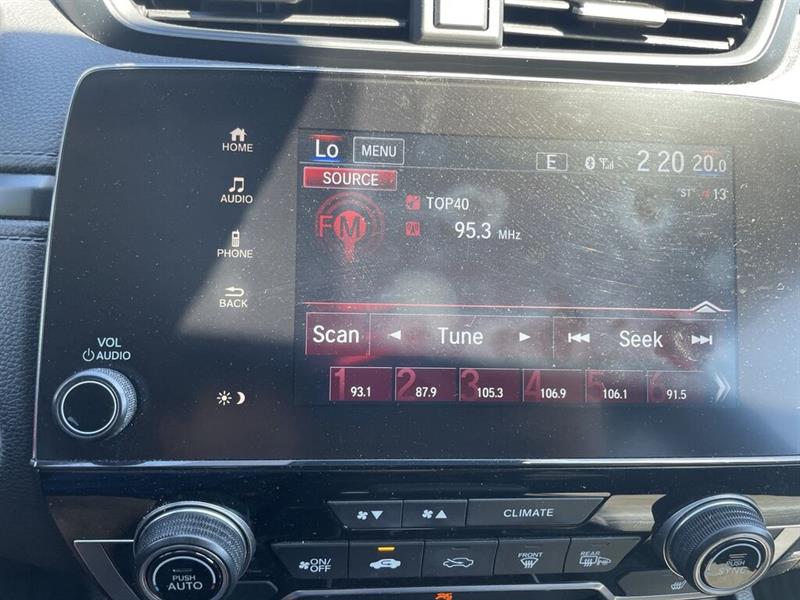 HOME
AUDIO
PHONE
BACK
VOL
AUDIO
Lo MENU E 2 20 20.0
SOURCE ST 13
FM TOP40
95.3 MHz
Scan Tune Seek
1 93.1 2 87.9 3 105.3 4 106.9 5 106.1 6 91.5
CLIMATE
ON/OFF FRONT REAR
PUSH AUTO
PUSH SYNC